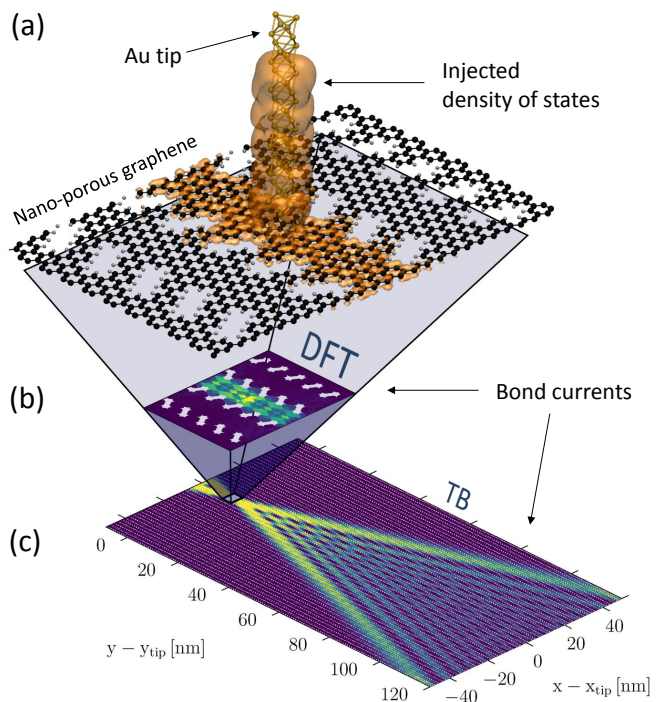 (a)
Au tip
Injected
density of states
Nano-porous graphene
DFT
(b)
Bond currents
TB
(c)
0
20
40
60
80
100
120
y − y_tip [nm]
−40
−20
0
20
40
x − x_tip [nm]